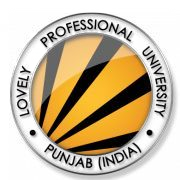 LOVELY PROFESSIONAL UNIVERSITY
PUNJAB (INDIA)